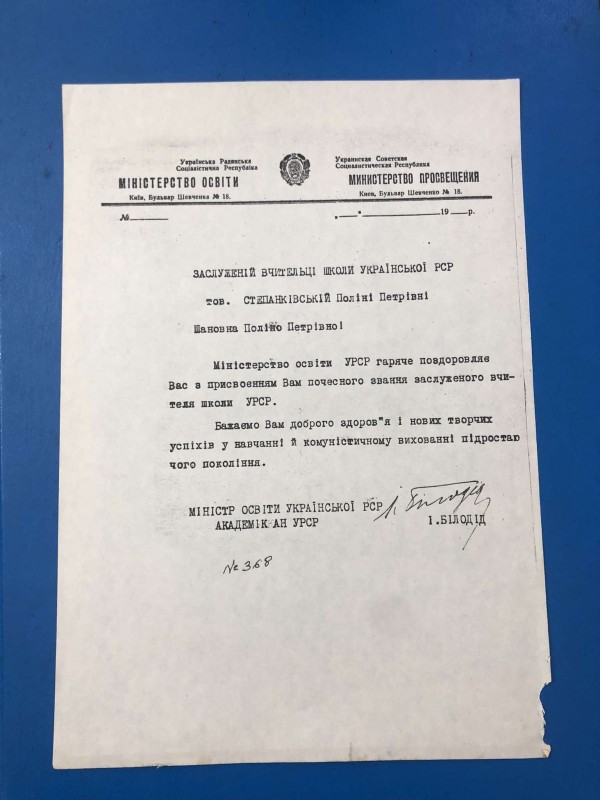 Українська Радянська
Соціалістична Республіка
МІНІСТЕРСТВО ОСВІТИ
Київ, Бульвар Шевченка № 18.
Украинская Советская
Социалистическая Республика
МИНИСТЕРСТВО ПРОСВЕЩЕНИЯ
Киев, Бульвар Шевченко № 18.
№
„ “ 19 р.
ЗАСЛУЖЕНІЙ ВЧИТЕЛЬЦІ ШКОЛИ УКРАЇНСЬКОЇ РСР
тов. СТЕПАНКІВСЬКІЙ Поліні Петрівні
Шановна Поліно Петрівно!
Міністерство освіти УРСР гаряче поздоровляє
Вас з присвоєнням Вам почесного звання заслуженого вчи-
теля школи УРСР.
Бажаємо Вам доброго здоров"я і нових творчих
успіхів у навчанні й комуністичному вихованні підростаю
чого покоління.
МІНІСТР ОСВІТИ УКРАЇНСЬКОЇ РСР
АКАДЕМІК АН УРСР
І. Білодід
І.БІЛОДІД
№ 368